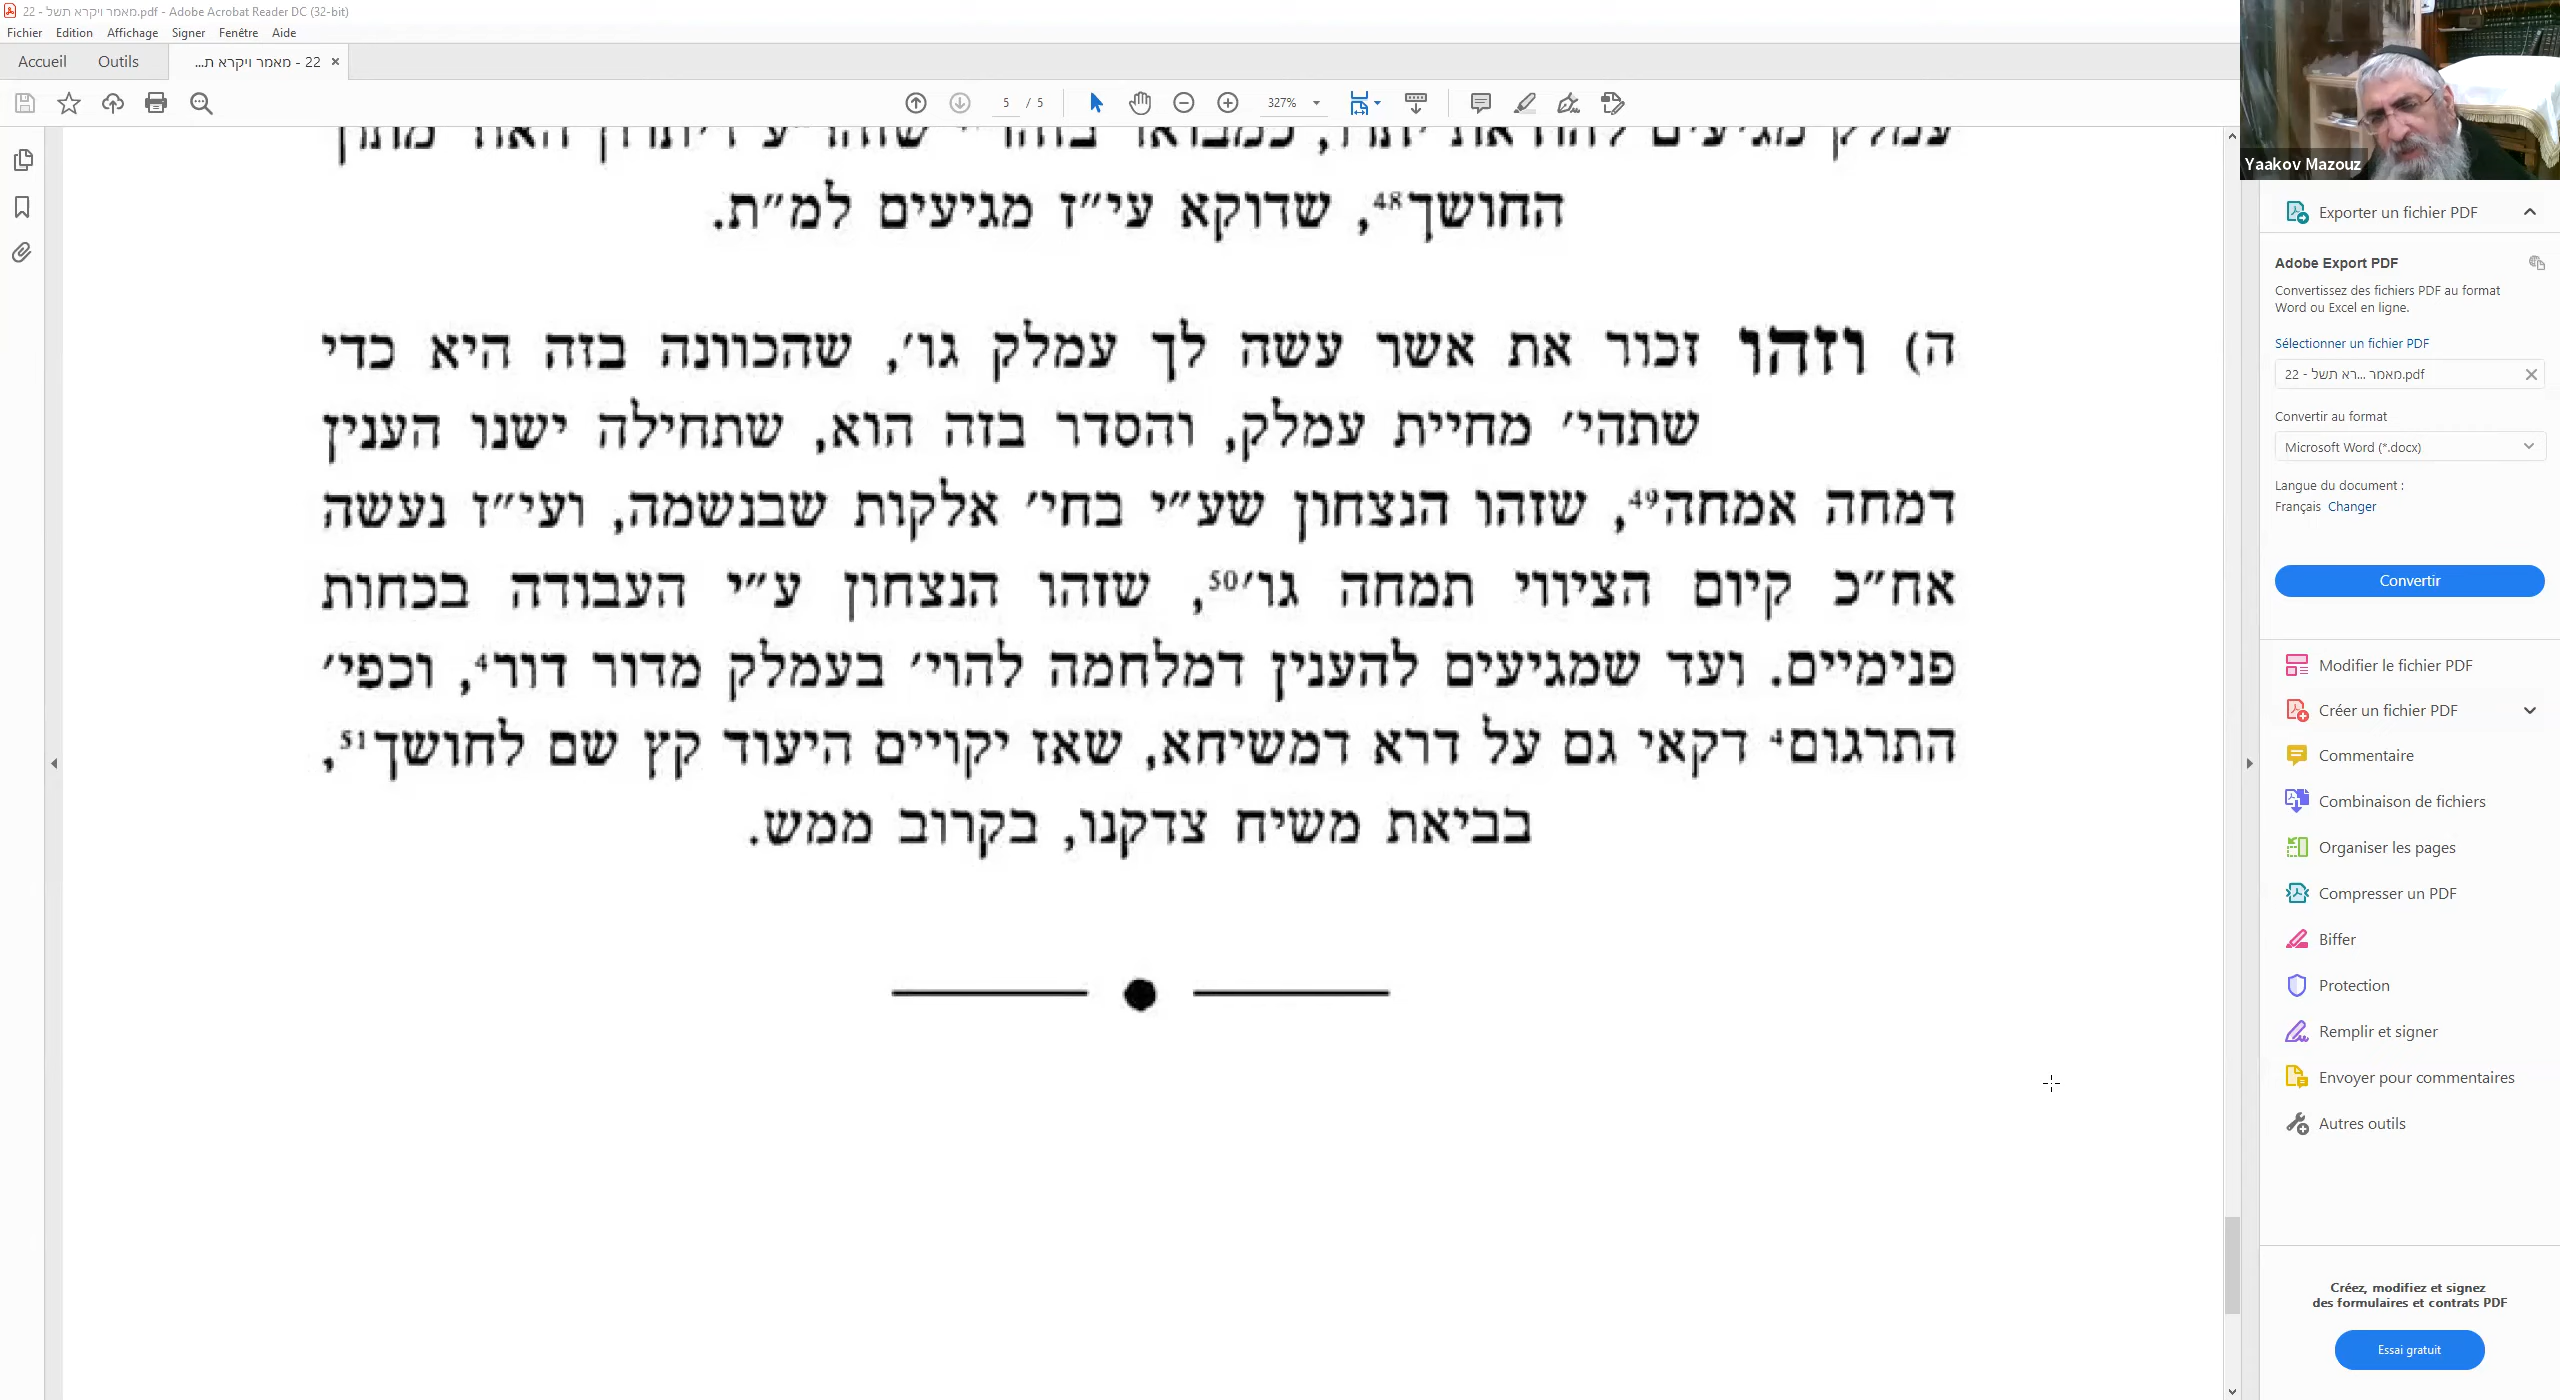 22 - מאמר ויקרא תשל.pdf - Adobe Acrobat Reader DC (32-bit)
Fichier Edition Affichage Signer Fenêtre Aide
Accueil Outils 22 - מאמר ויקרא ת... ×
5 / 5 327%
Yaakov Mazouz
עמלק מגיעים להוראת יתרו, כמבואר בזהר
החושך48, שדוקא עי״ז מגיעים למ״ת.
ה) וזהו זכור את אשר עשה לך עמלק גו׳, שהכוונה בזה היא כדי
שתהי׳ מחיית עמלק, והסדר בזה הוא, שתחילה ישנו הענין
דמחה אמחה49, שזהו הנצחון שע״י בחי׳ אלקות שבנשמה, ועי״ז נעשה
אח״כ קיום הציווי תמחה גו׳50, שזהו הנצחון ע״י העבודה בכחות
פנימיים. ועד שמגיעים להענין דמלחמה להוי׳ בעמלק מדור דור4, וכפי׳
התרגום4 דקאי גם על דרא דמשיחא, שאז יקויים היעוד קץ שם לחושך51,
בביאת משיח צדקנו, בקרוב ממש.
Exporter un fichier PDF
Adobe Export PDF
Convertissez des fichiers PDF au format
Word ou Excel en ligne.
Sélectionner un fichier PDF
22 - מאמר ...רא תשל.pdf
Convertir au format
Microsoft Word (*.docx)
Langue du document :
Français Changer
Convertir
Modifier le fichier PDF
Créer un fichier PDF
Commentaire
Combinaison de fichiers
Organiser les pages
Compresser un PDF
Biffer
Protection
Remplir et signer
Envoyer pour commentaires
Autres outils
Créez, modifiez et signez
des formulaires et contrats PDF
Essai gratuit